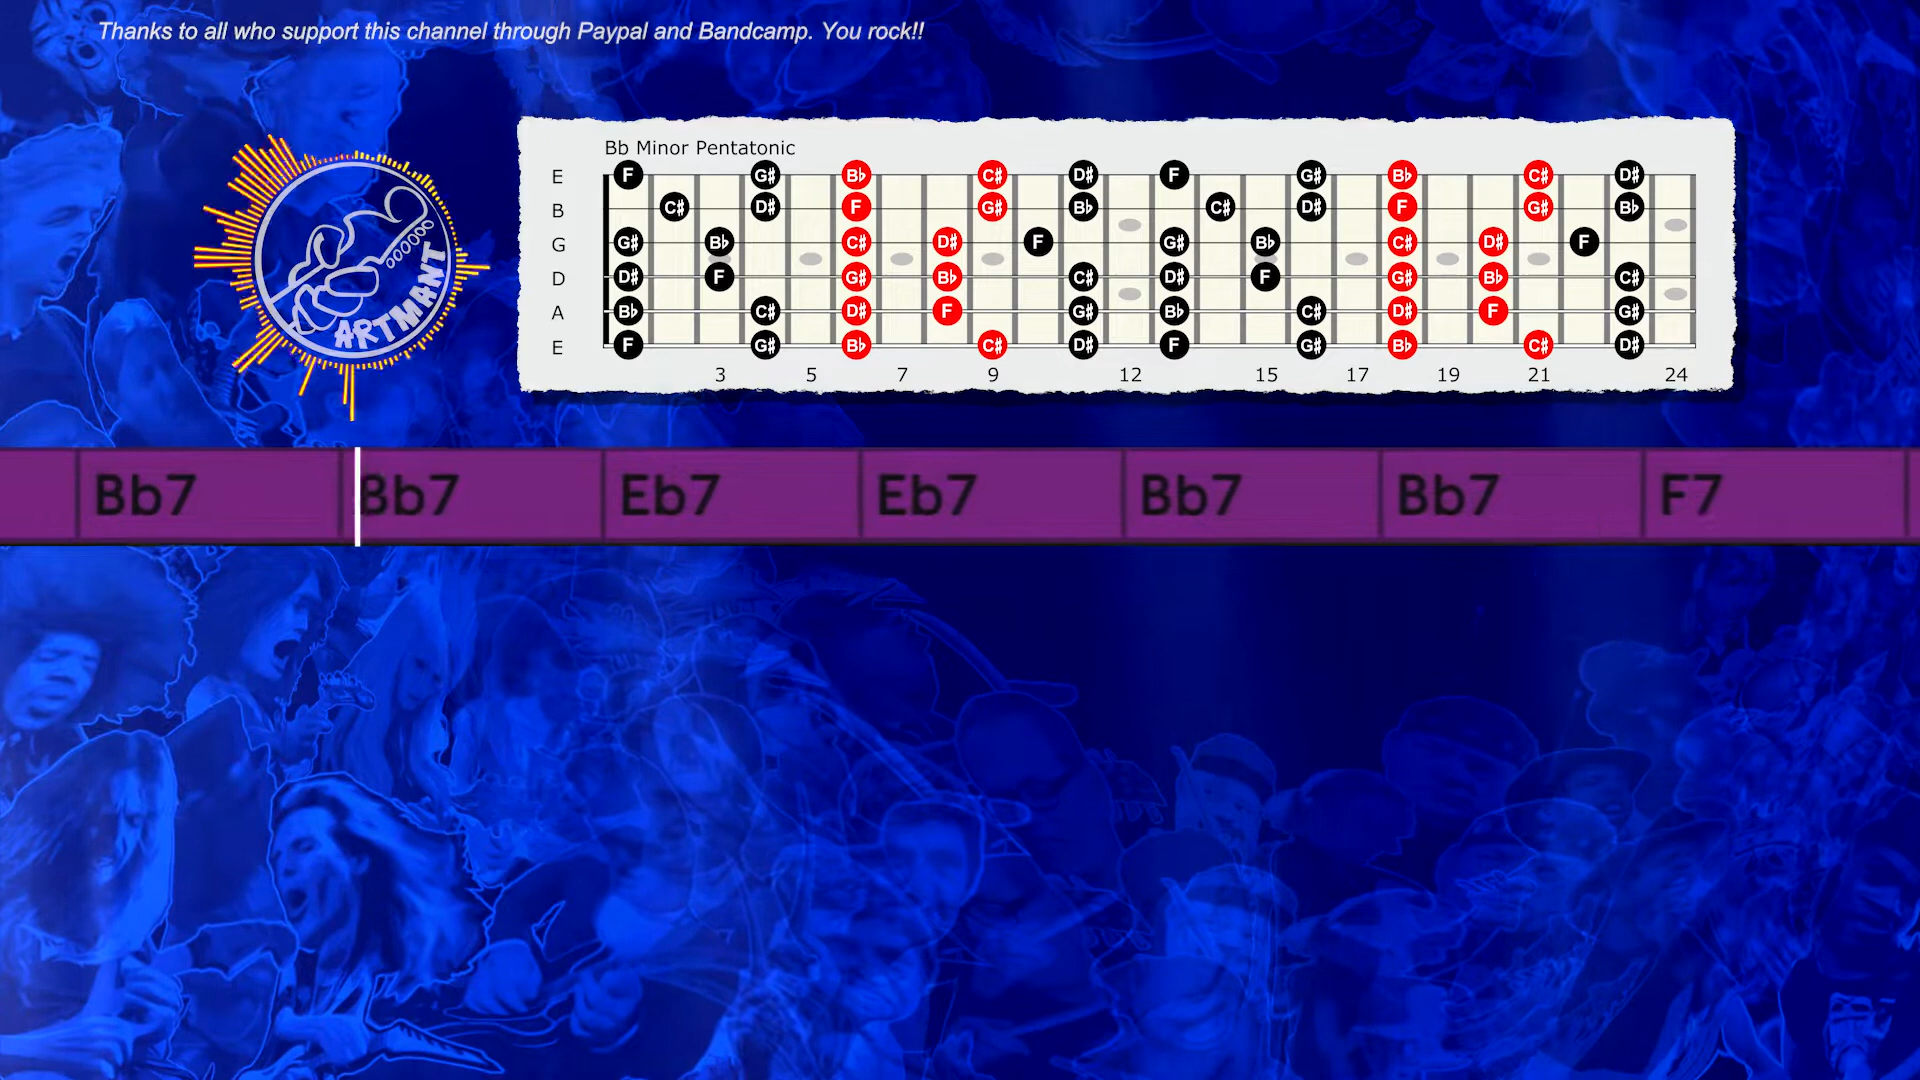 Thanks to all who support this channel through Paypal and Bandcamp. You rock!!
ARTMANT
Bb Minor Pentatonic
E F G# B♭ C# D# F G# B♭ C# D#
B C# D# F G# B♭ C# D# F G# B♭
G G# B♭ C# D# F G# B♭ C# D# F
D D# F G# B♭ C# D# F G# B♭ C#
A B♭ C# D# F G# B♭ C# D# F G#
E F G# B♭ C# D# F G# B♭ C# D#
3 5 7 9 12 15 17 19 21 24
Bb7 Bb7 Eb7 Eb7 Bb7 Bb7 F7